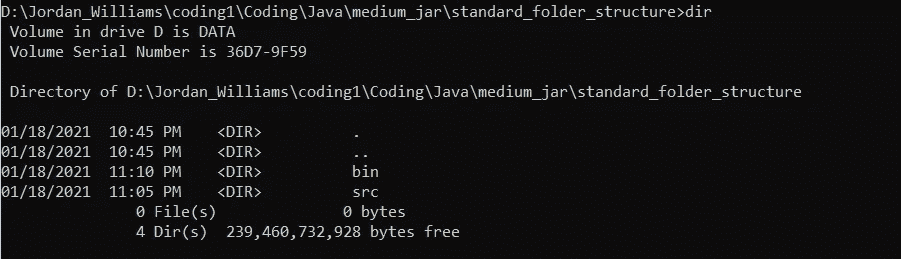 D:\Jordan_Williams\coding1\Coding\Java\medium_jar\standard_folder_structure>dir
 Volume in drive D is DATA
 Volume Serial Number is 36D7-9F59

 Directory of D:\Jordan_Williams\coding1\Coding\Java\medium_jar\standard_folder_structure

01/18/2021  10:45 PM    <DIR>          .
01/18/2021  10:45 PM    <DIR>          ..
01/18/2021  11:10 PM    <DIR>          bin
01/18/2021  11:05 PM    <DIR>          src
               0 File(s)              0 bytes
               4 Dir(s)  239,460,732,928 bytes free